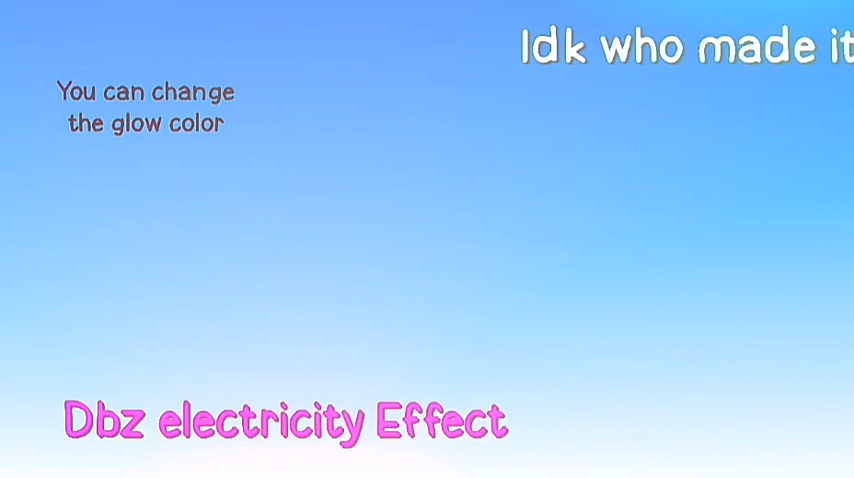 Idk who made it
You can change
the glow color
Dbz electricity Effect